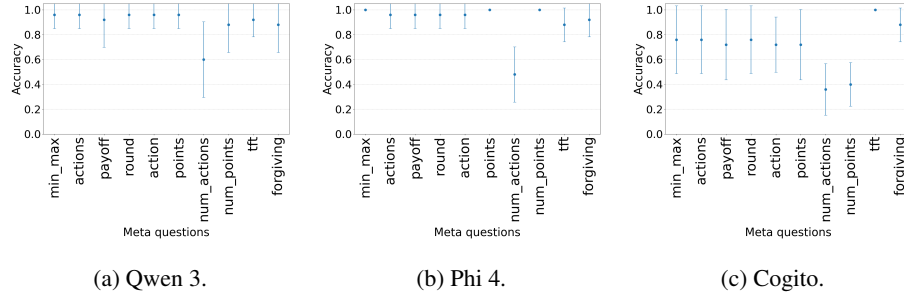 1.0
0.8
0.6
0.4
0.2
0.0
Accuracy
min_max
actions
payoff
round
action
points
num_actions
num_points
tft
forgiving
Meta questions
(a) Qwen 3.
1.0
0.8
0.6
0.4
0.2
0.0
Accuracy
min_max
actions
payoff
round
action
points
num_actions
num_points
tft
forgiving
Meta questions
(b) Phi 4.
1.0
0.8
0.6
0.4
0.2
0.0
Accuracy
min_max
actions
payoff
round
action
points
num_actions
num_points
tft
forgiving
Meta questions
(c) Cogito.